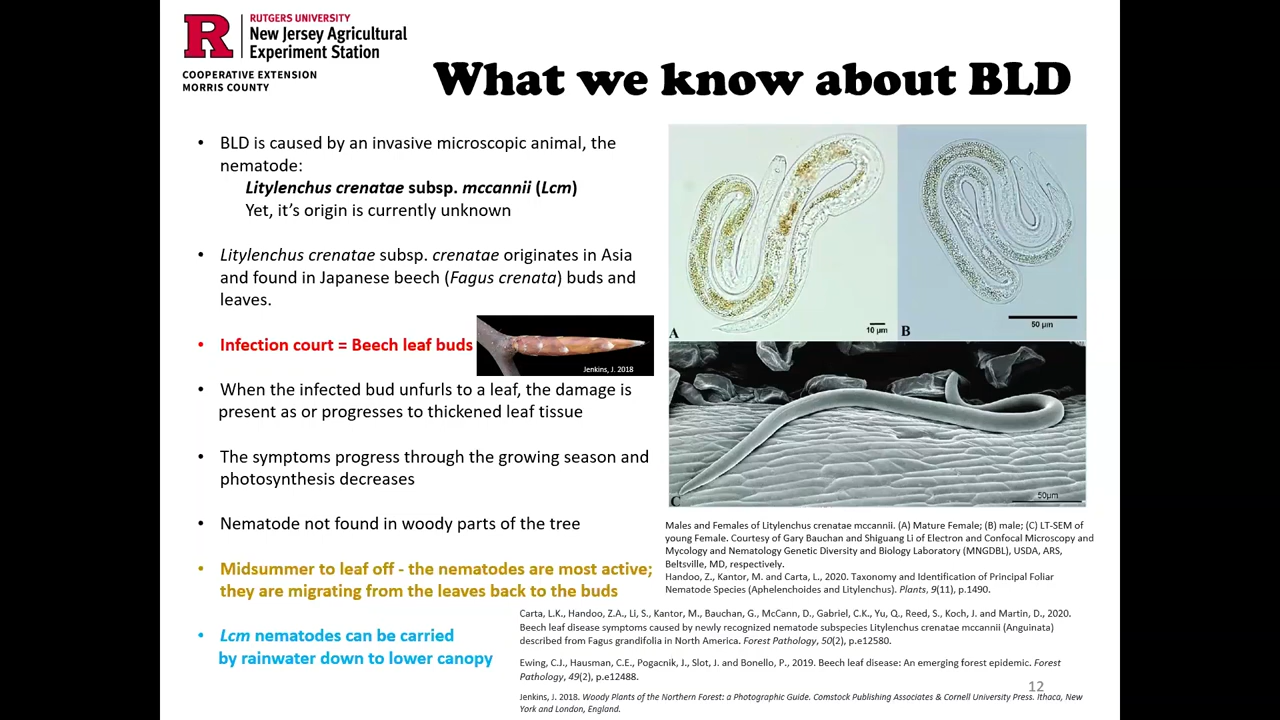 RUTGERS UNIVERSITY
New Jersey Agricultural
Experiment Station
COOPERATIVE EXTENSION
MORRIS COUNTY
What we know about BLD
• BLD is caused by an invasive microscopic animal, the
nematode:
Litylenchus crenatae subsp. mccannii (Lcm)
Yet, it's origin is currently unknown
• Litylenchus crenatae subsp. crenatae originates in Asia
and found in Japanese beech (Fagus crenata) buds and
leaves.
• Infection court = Beech leaf buds
Jenkins, J. 2018
• When the infected bud unfurls to a leaf, the damage is
present as or progresses to thickened leaf tissue
• The symptoms progress through the growing season and
photosynthesis decreases
• Nematode not found in woody parts of the tree
• Midsummer to leaf off - the nematodes are most active;
they are migrating from the leaves back to the buds
• Lcm nematodes can be carried
by rainwater down to lower canopy
A
10 µm
B
50 µm
C
50µm
Males and Females of Litylenchus crenatae mccannii. (A) Mature Female; (B) male; (C) LT-SEM of
young Female. Courtesy of Gary Bauchan and Shiguang Li of Electron and Confocal Microscopy and
Mycology and Nematology Genetic Diversity and Biology Laboratory (MNGDBL), USDA, ARS,
Beltsville, MD, respectively.
Handoo, Z., Kantor, M. and Carta, L., 2020. Taxonomy and Identification of Principal Foliar
Nematode Species (Aphelenchoides and Litylenchus). Plants, 9(11), p.1490.
Carta, L.K., Handoo, Z.A., Li, S., Kantor, M., Bauchan, G., McCann, D., Gabriel, C.K., Yu, Q., Reed, S., Koch, J. and Martin, D., 2020.
Beech leaf disease symptoms caused by newly recognized nematode subspecies Litylenchus crenatae mccannii (Anguinata)
described from Fagus grandifolia in North America. Forest Pathology, 50(2), p.e12580.
Ewing, C.J., Hausman, C.E., Pogacnik, J., Slot, J. and Bonello, P., 2019. Beech leaf disease: An emerging forest epidemic. Forest
Pathology, 49(2), p.e12488.
12
Jenkins, J. 2018. Woody Plants of the Northern Forest: a Photographic Guide. Comstock Publishing Associates & Cornell University Press. Ithaca, New
York and London, England.